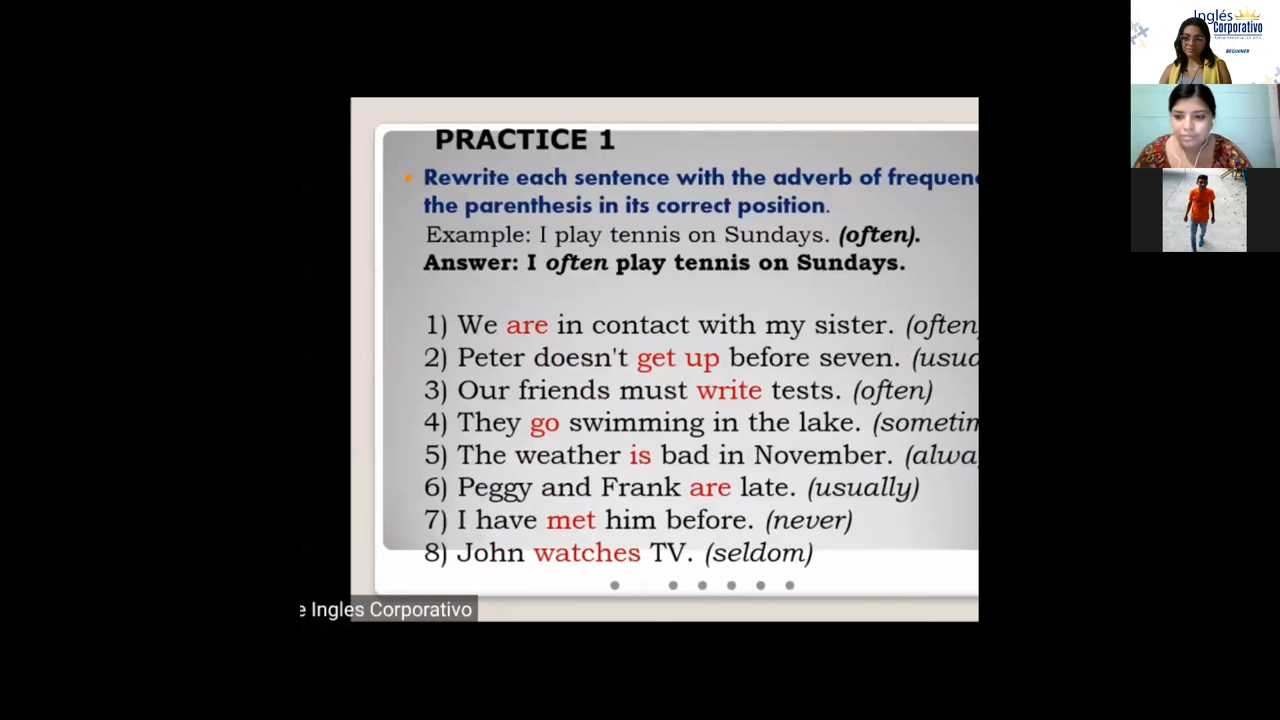 PRACTICE 1
Rewrite each sentence with the adverb of
the parenthesis in its correct position.
Example: I play tennis on Sundays. (often).
Answer: I often play tennis on Sundays.
1) We are in contact with my sister. (often
2) Peter doesn't get up before seven.
3) Our friends must write tests. (often)
4) They go swimming in the lake.
5) The weather is bad in November.
6) Peggy and Frank are late. (usually)
7) I have met him before. (never)
8) John watches TV. (seldom)
e Ingles Corporativo
Inglés
Corporativo
BEGINNER